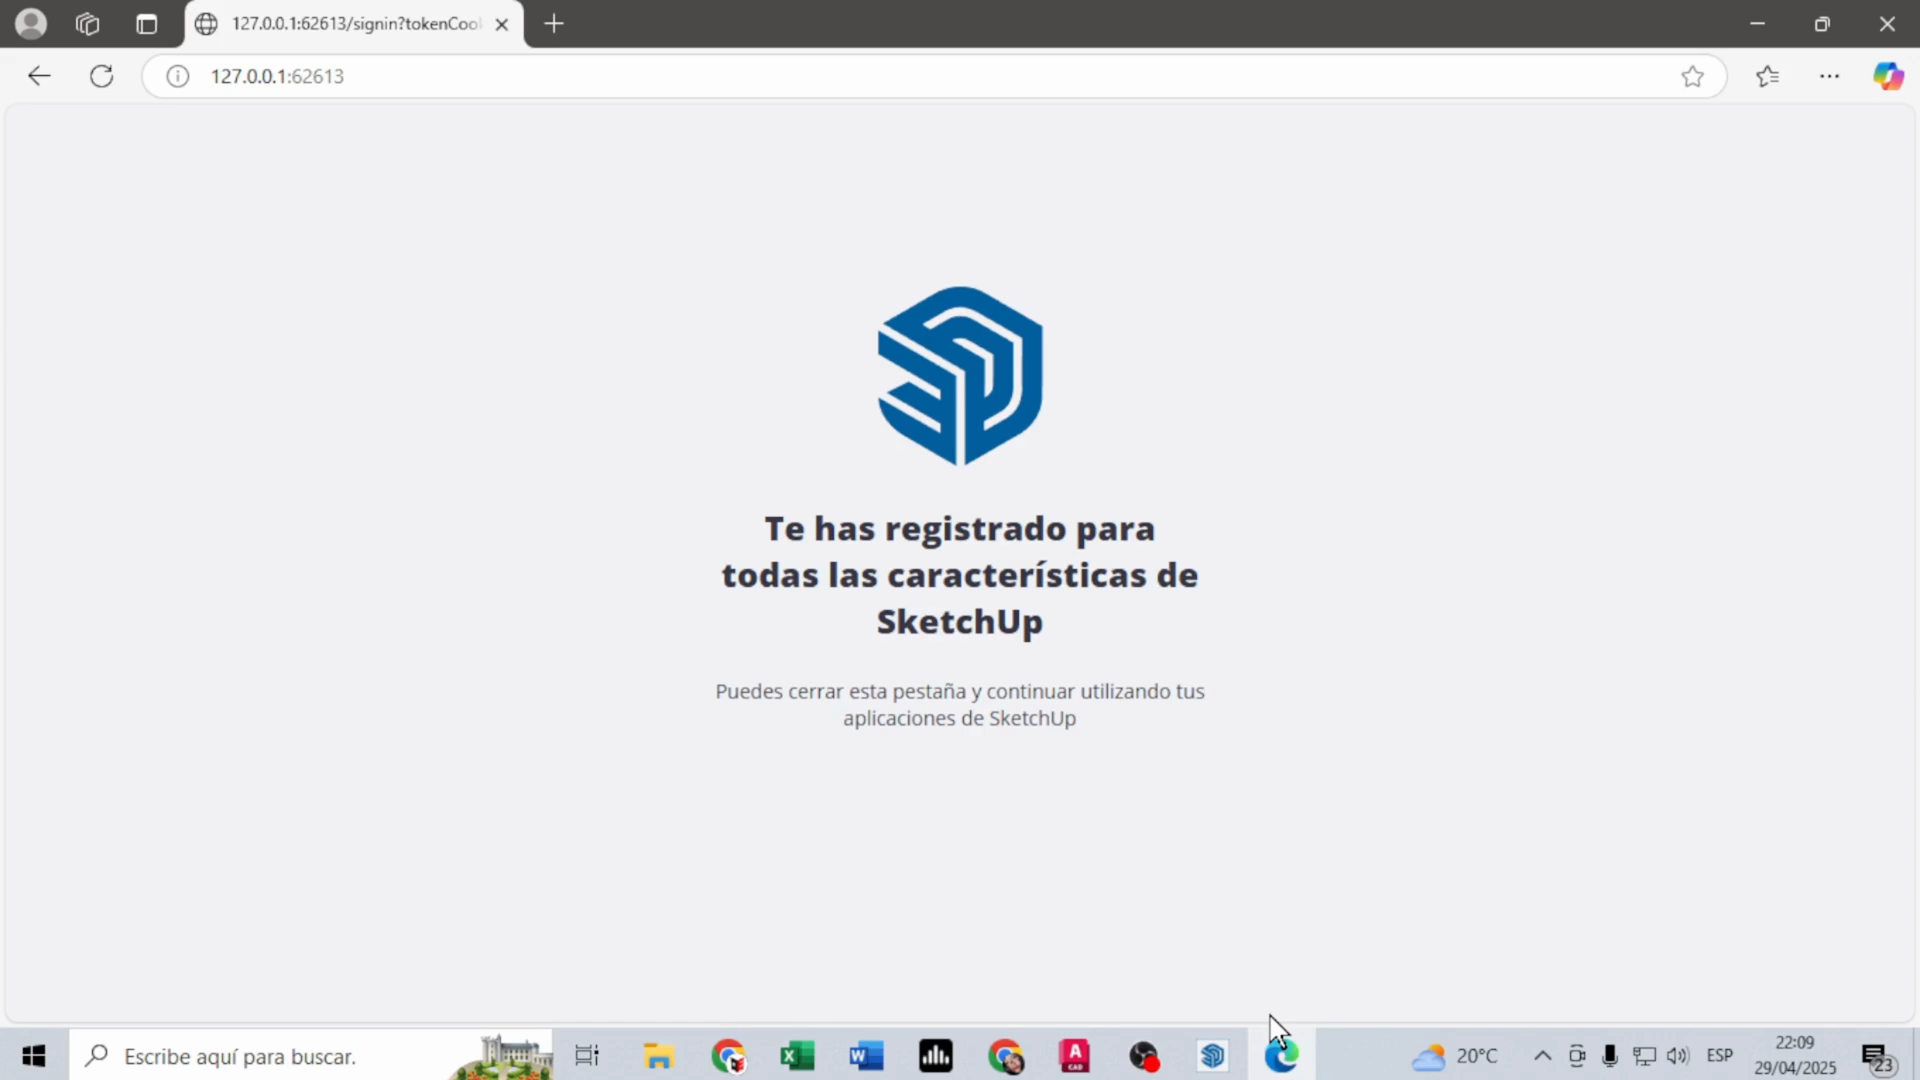 127.0.0.1:62613/signin?tokenCook
127.0.0.1:62613
Te has registrado para
todas las características de
SketchUp
Puedes cerrar esta pestaña y continuar utilizando tus
aplicaciones de SketchUp
Escribe aquí para buscar.
A
CAD
20°C
ESP
22:09
29/04/2025
23